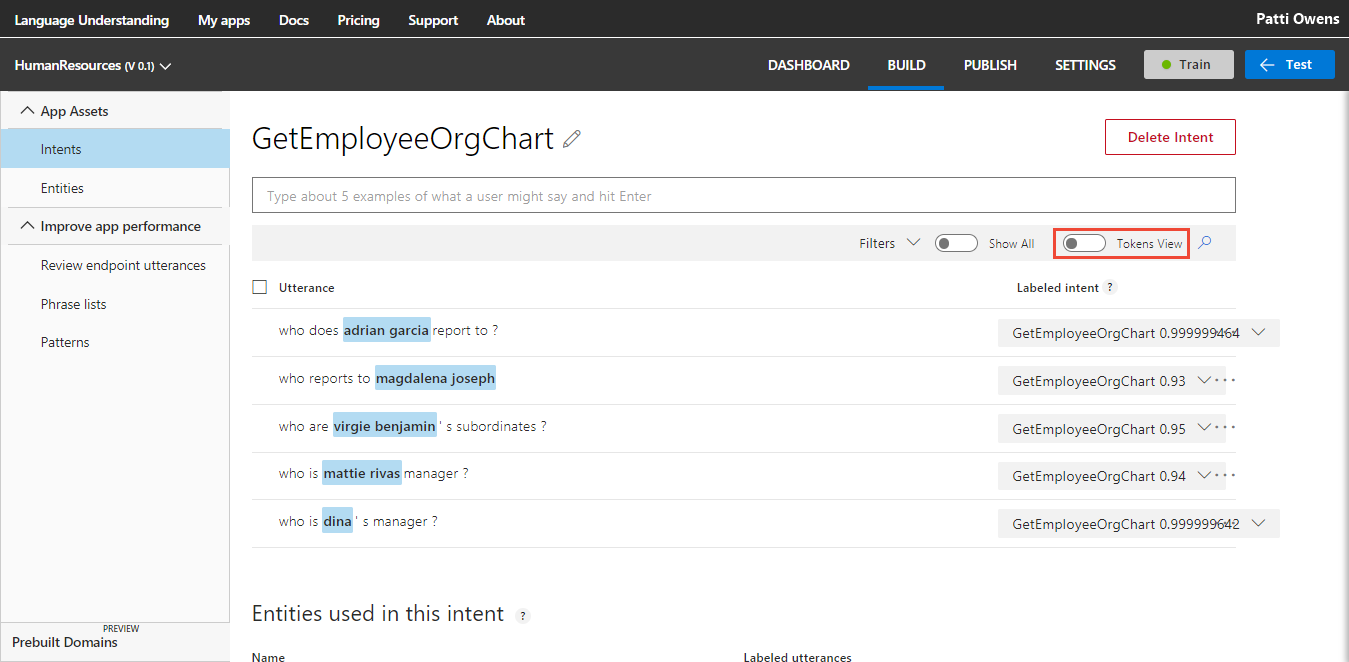 Language Understanding My apps Docs Pricing Support About Patti Owens
HumanResources (V 0.1) DASHBOARD BUILD PUBLISH SETTINGS Train Test
App Assets
Intents
Entities
Improve app performance
Review endpoint utterances
Phrase lists
Patterns
PREVIEW
Prebuilt Domains
GetEmployeeOrgChart
Delete Intent
Type about 5 examples of what a user might say and hit Enter
Filters Show All Tokens View
Utterance Labeled intent ?
who does adrian garcia report to ? GetEmployeeOrgChart 0.999999464
who reports to magdalena joseph GetEmployeeOrgChart 0.93 ...
who are virgie benjamin ' s subordinates ? GetEmployeeOrgChart 0.95 ...
who is mattie rivas manager ? GetEmployeeOrgChart 0.94 ...
who is dina ' s manager ? GetEmployeeOrgChart 0.999999642
Entities used in this intent ?
Name Labeled utterances